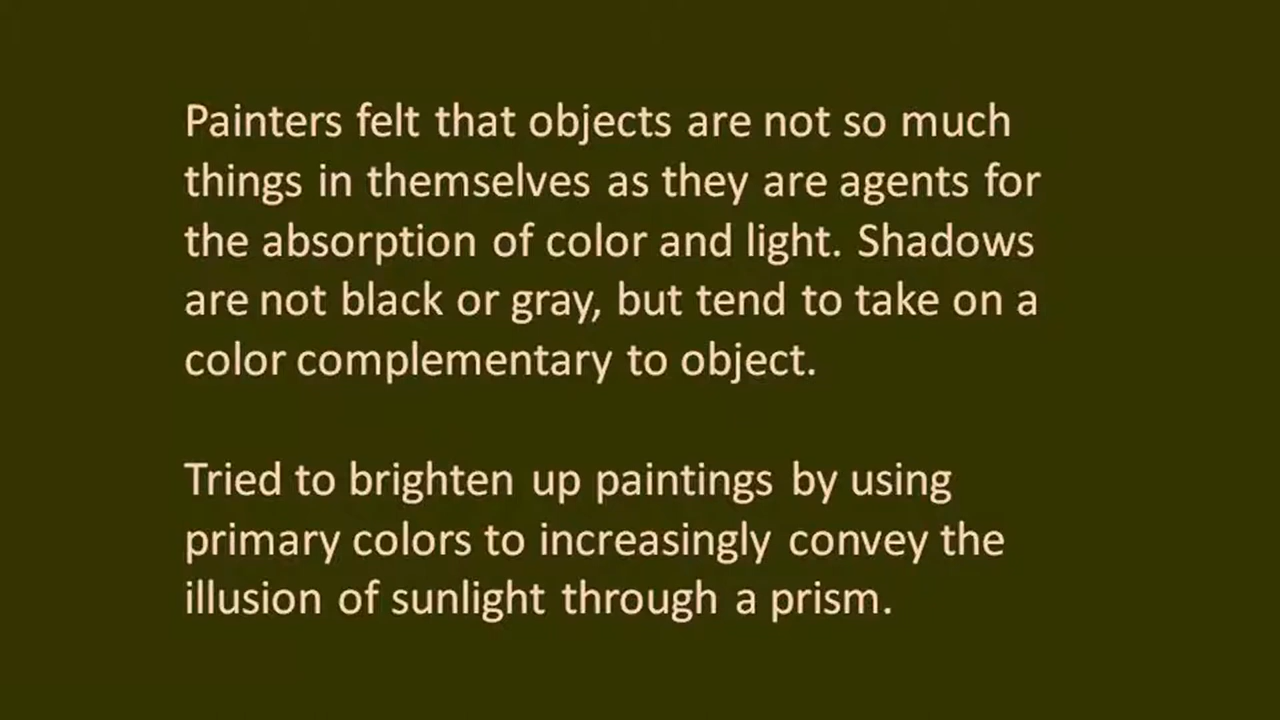 Painters felt that objects are not so much
things in themselves as they are agents for
the absorption of color and light. Shadows
are not black or gray, but tend to take on a
color complementary to object.
Tried to brighten up paintings by using
primary colors to increasingly convey the
illusion of sunlight through a prism.